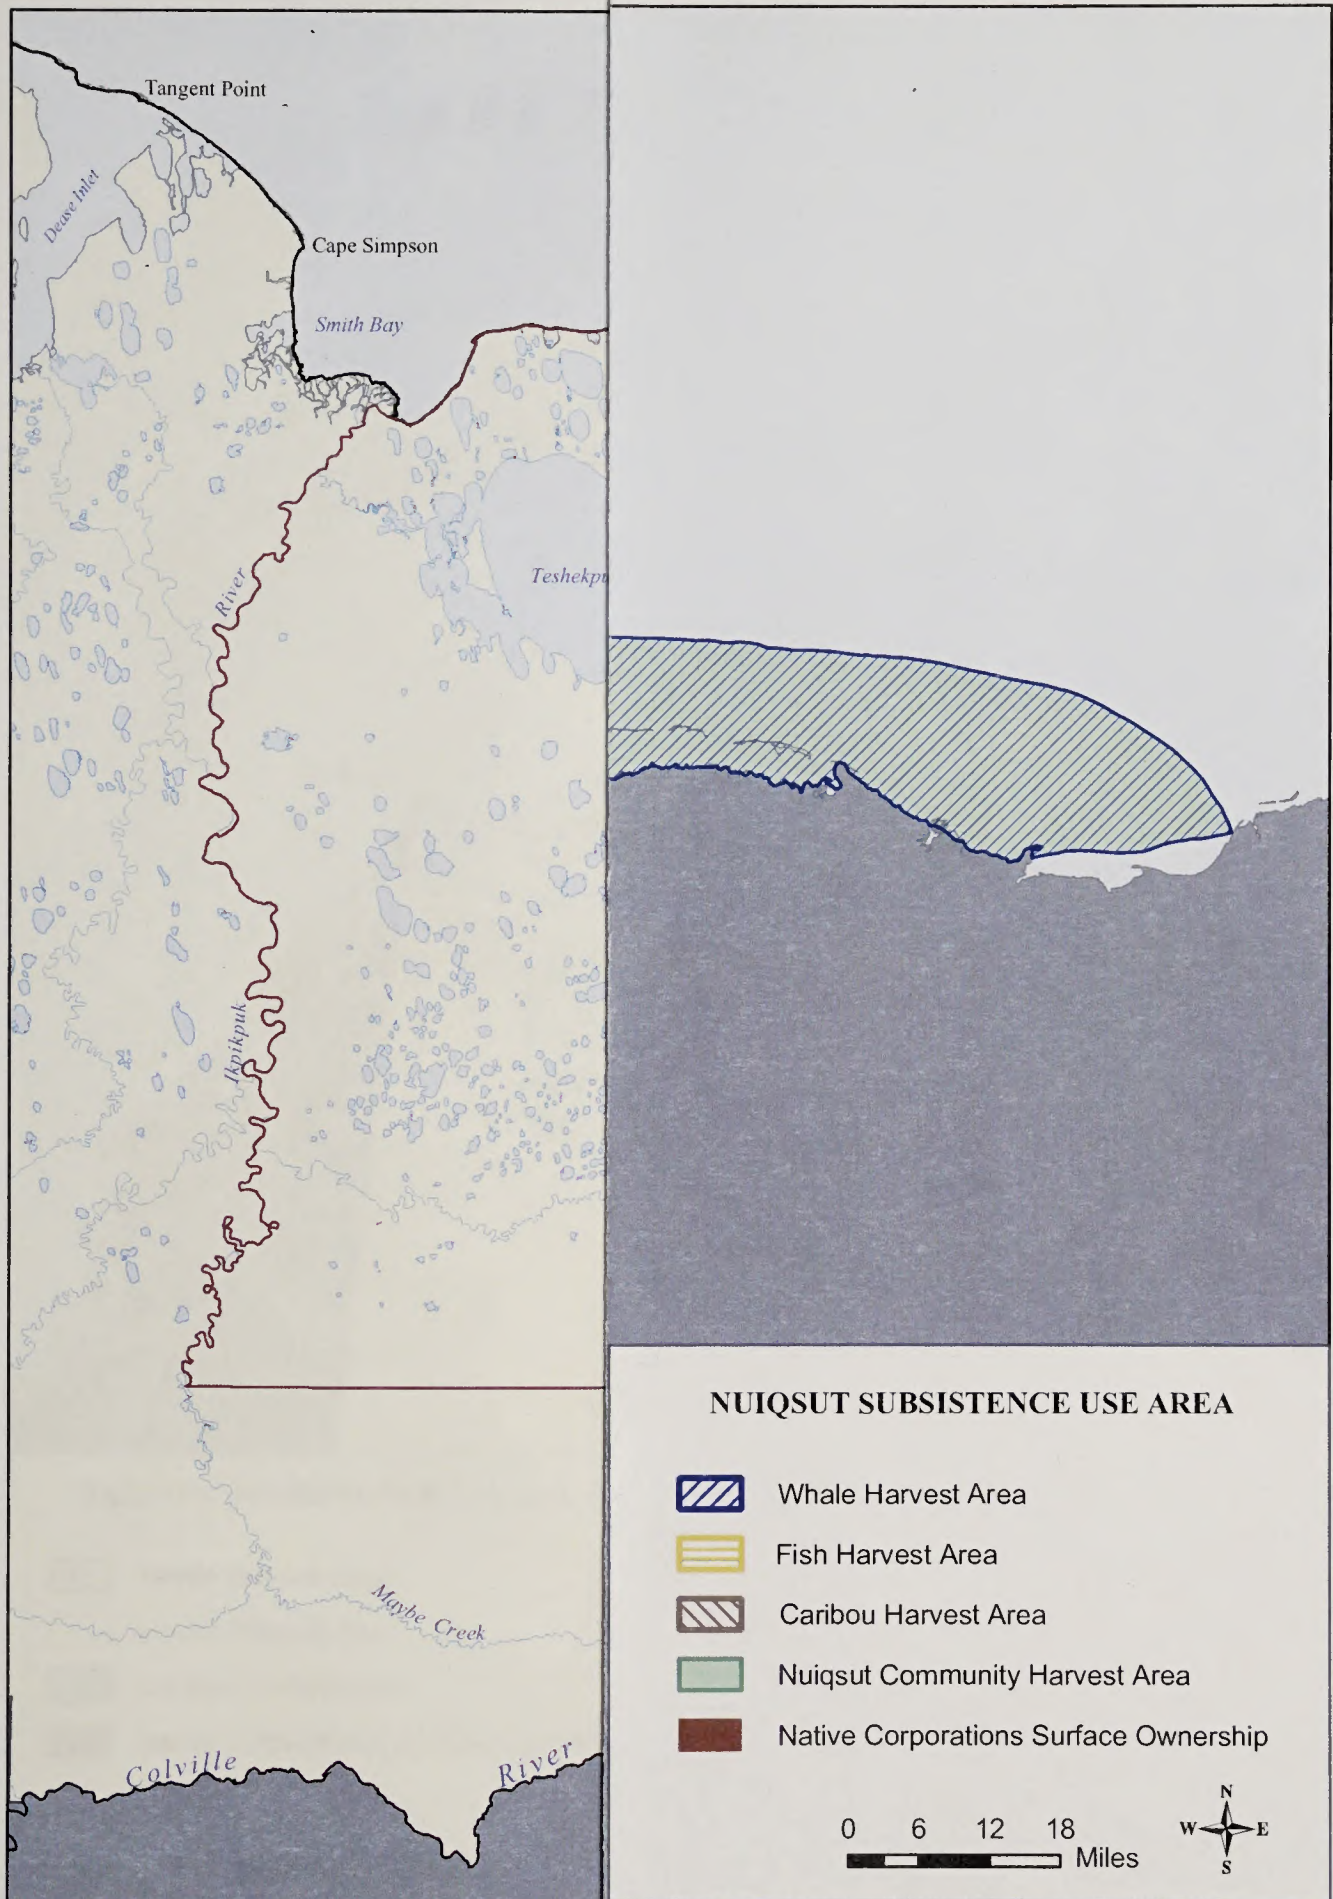 Tangent Point
Dease Inlet
Cape Simpson
Smith Bay
River
Teshekpu
Ikpikpuk
Maybe Creek
Colville River
NUIQSUT SUBSISTENCE USE AREA
Whale Harvest Area
Fish Harvest Area
Caribou Harvest Area
Nuiqsut Community Harvest Area
Native Corporations Surface Ownership
N
W E
S
0 6 12 18
Miles